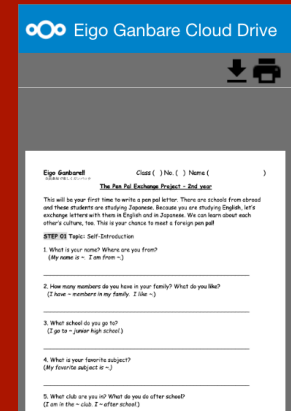 Eigo Ganbare Cloud Drive
Eigo Ganbare!! Class ( ) No. ( ) Name ( )
The Pen Pal Exchange Project - 2nd year
This will be your first time to write a pen pal letter. There are schools from abroad
and these students are studying Japanese. Because you are studying English, let's
exchange letters with them in English and in Japanese. We can learn about each
other's culture, too. This is your chance to meet a foreign pen pal!
STEP 01 Topic: Self-Introduction
1. What is your name? Where are you from?
(My name is ~. I am from ~.)
2. How many members do you have in your family? What do you like?
(I have ~ members in my family. I like ~.)
3. What school do you go to?
(I go to ~ junior high school.)
4. What is your favorite subject?
(My favorite subject is ~.)
5. What club are you in? What do you do after school?
(I am in the ~ club. I ~ after school.)